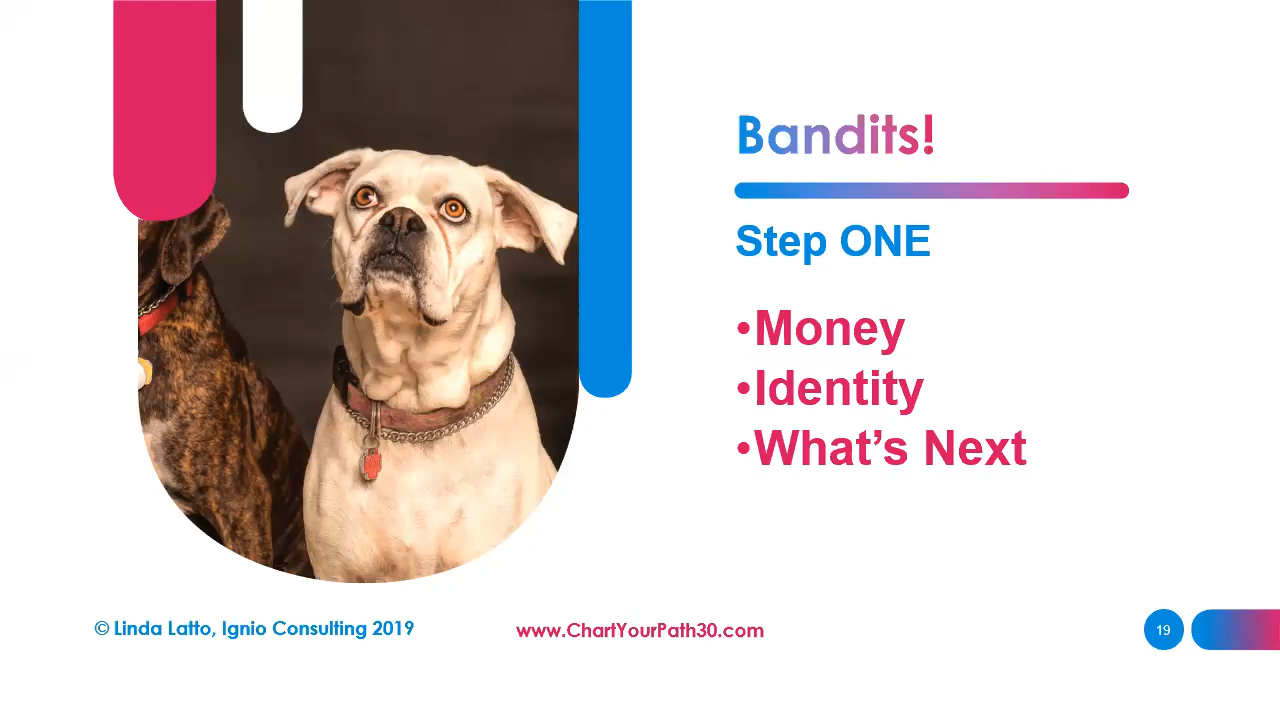 Bandits!
Step ONE
•Money
•Identity
•What’s Next
© Linda Latto, Ignio Consulting 2019
www.ChartYourPath30.com
19